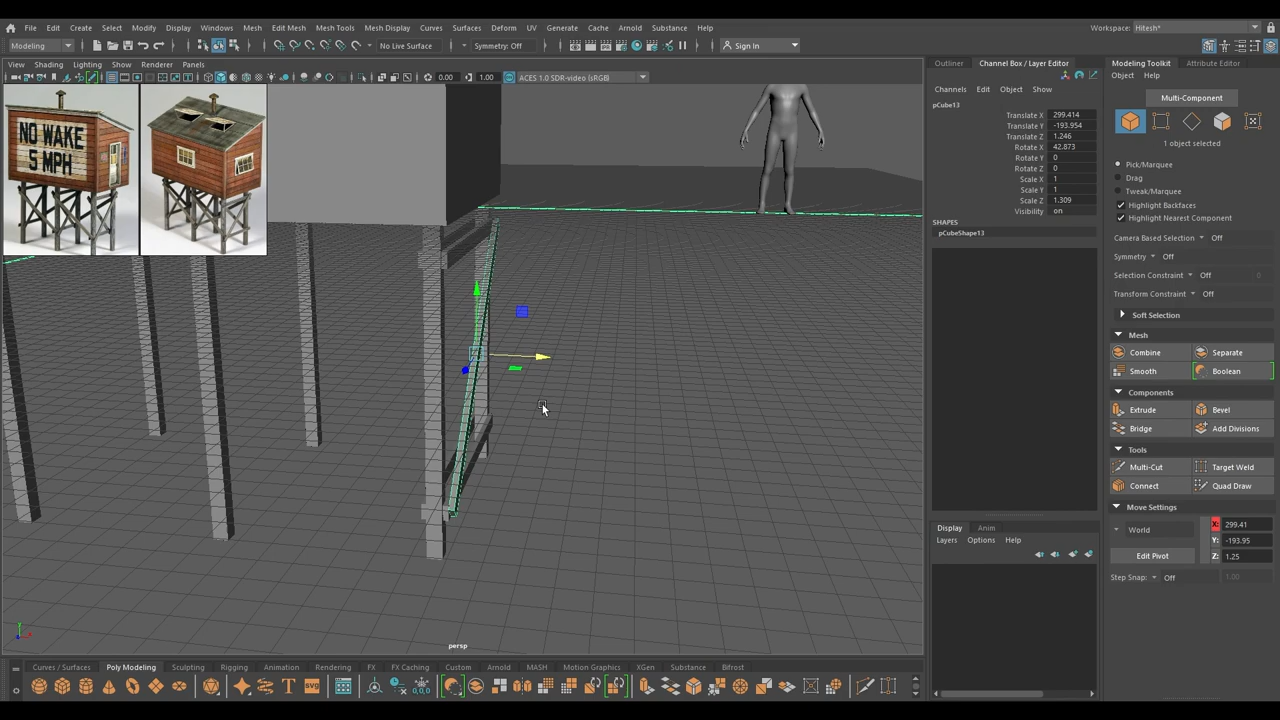 File Edit Create Select Modify Display Windows Mesh Edit Mesh Mesh Tools Mesh Display Curves Surfaces Deform UV Generate Cache Arnold Substance Help
Workspace: Hitesh*
Modeling No Live Surface Symmetry: Off Sign In
View Shading Lighting Show Renderer Panels
0.00 1.00 ACES 1.0 SDR-video (sRGB)
NO WAKE
5 MPH
persp
Outliner Channel Box / Layer Editor
Channels Edit Object Show
pCube13
Translate X 299.414
Translate Y -193.954
Translate Z 1.246
Rotate X 42.873
Rotate Y 0
Rotate Z 0
Scale X 1
Scale Y 1
Scale Z 1.309
Visibility on
SHAPES
pCubeShape13
Display Anim
Layers Options Help
Modeling Toolkit Attribute Editor
Object Help
Multi-Component
1 object selected
Pick/Marquee
Drag
Tweak/Marquee
Highlight Backfaces
Highlight Nearest Component
Camera Based Selection Off
Symmetry Off
Selection Constraint Off 0
Transform Constraint Off
Soft Selection
Mesh
Combine Separate
Smooth Boolean
Components
Extrude Bevel
Bridge Add Divisions
Tools
Multi-Cut Target Weld
Connect Quad Draw
Move Settings
World
X: 299.41
Y: -193.95
Z: 1.25
Edit Pivot
Step Snap: Off 1.00
Curves / Surfaces Poly Modeling Sculpting Rigging Animation Rendering FX FX Caching Custom Arnold MASH Motion Graphics XGen Substance Bifrost